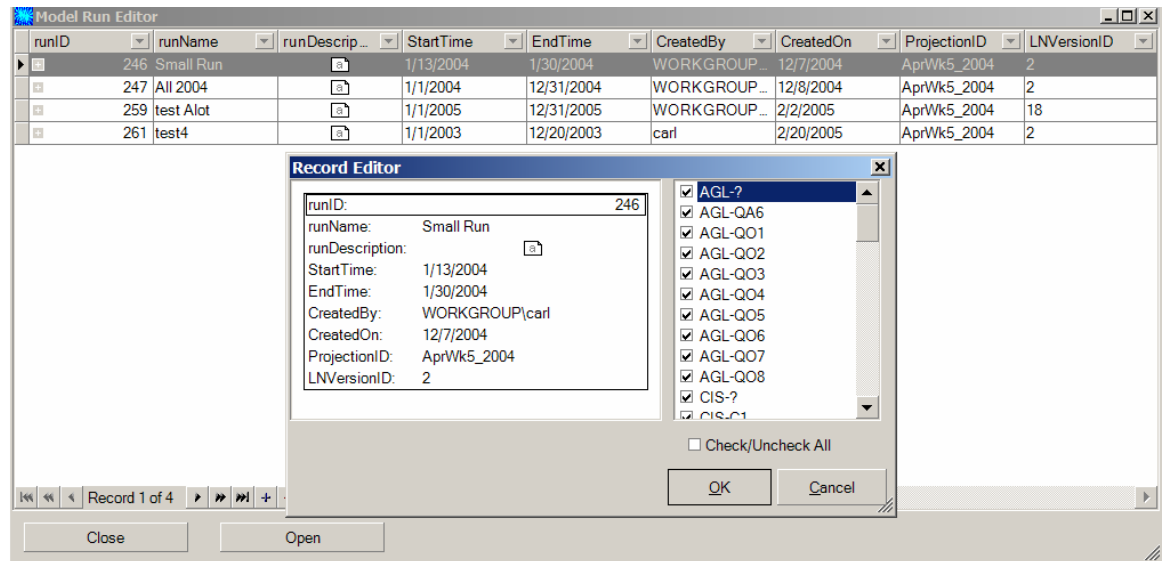 Model Run Editor
runID runName runDescrip... StartTime EndTime CreatedBy CreatedOn ProjectionID LNVersionID
246 Small Run a 1/13/2004 1/30/2004 WORKGROUP... 12/7/2004 AprWk5_2004 2
247 All 2004 a 1/1/2004 12/31/2004 WORKGROUP... 12/8/2004 AprWk5_2004 2
259 test Alot a 1/1/2005 12/31/2005 WORKGROUP... 2/2/2005 AprWk5_2004 18
261 test4 a 1/1/2003 12/20/2003 carl 2/20/2005 AprWk5_2004 2
Record Editor
runID: 246
runName: Small Run
runDescription: a
StartTime: 1/13/2004
EndTime: 1/30/2004
CreatedBy: WORKGROUP\carl
CreatedOn: 12/7/2004
ProjectionID: AprWk5_2004
LNVersionID: 2
AGL-?
AGL-QA6
AGL-QO1
AGL-QO2
AGL-QO3
AGL-QO4
AGL-QO5
AGL-QO6
AGL-QO7
AGL-QO8
CIS-?
CIS-C1
Check/Uncheck All
OK Cancel
Record 1 of 4
Close Open